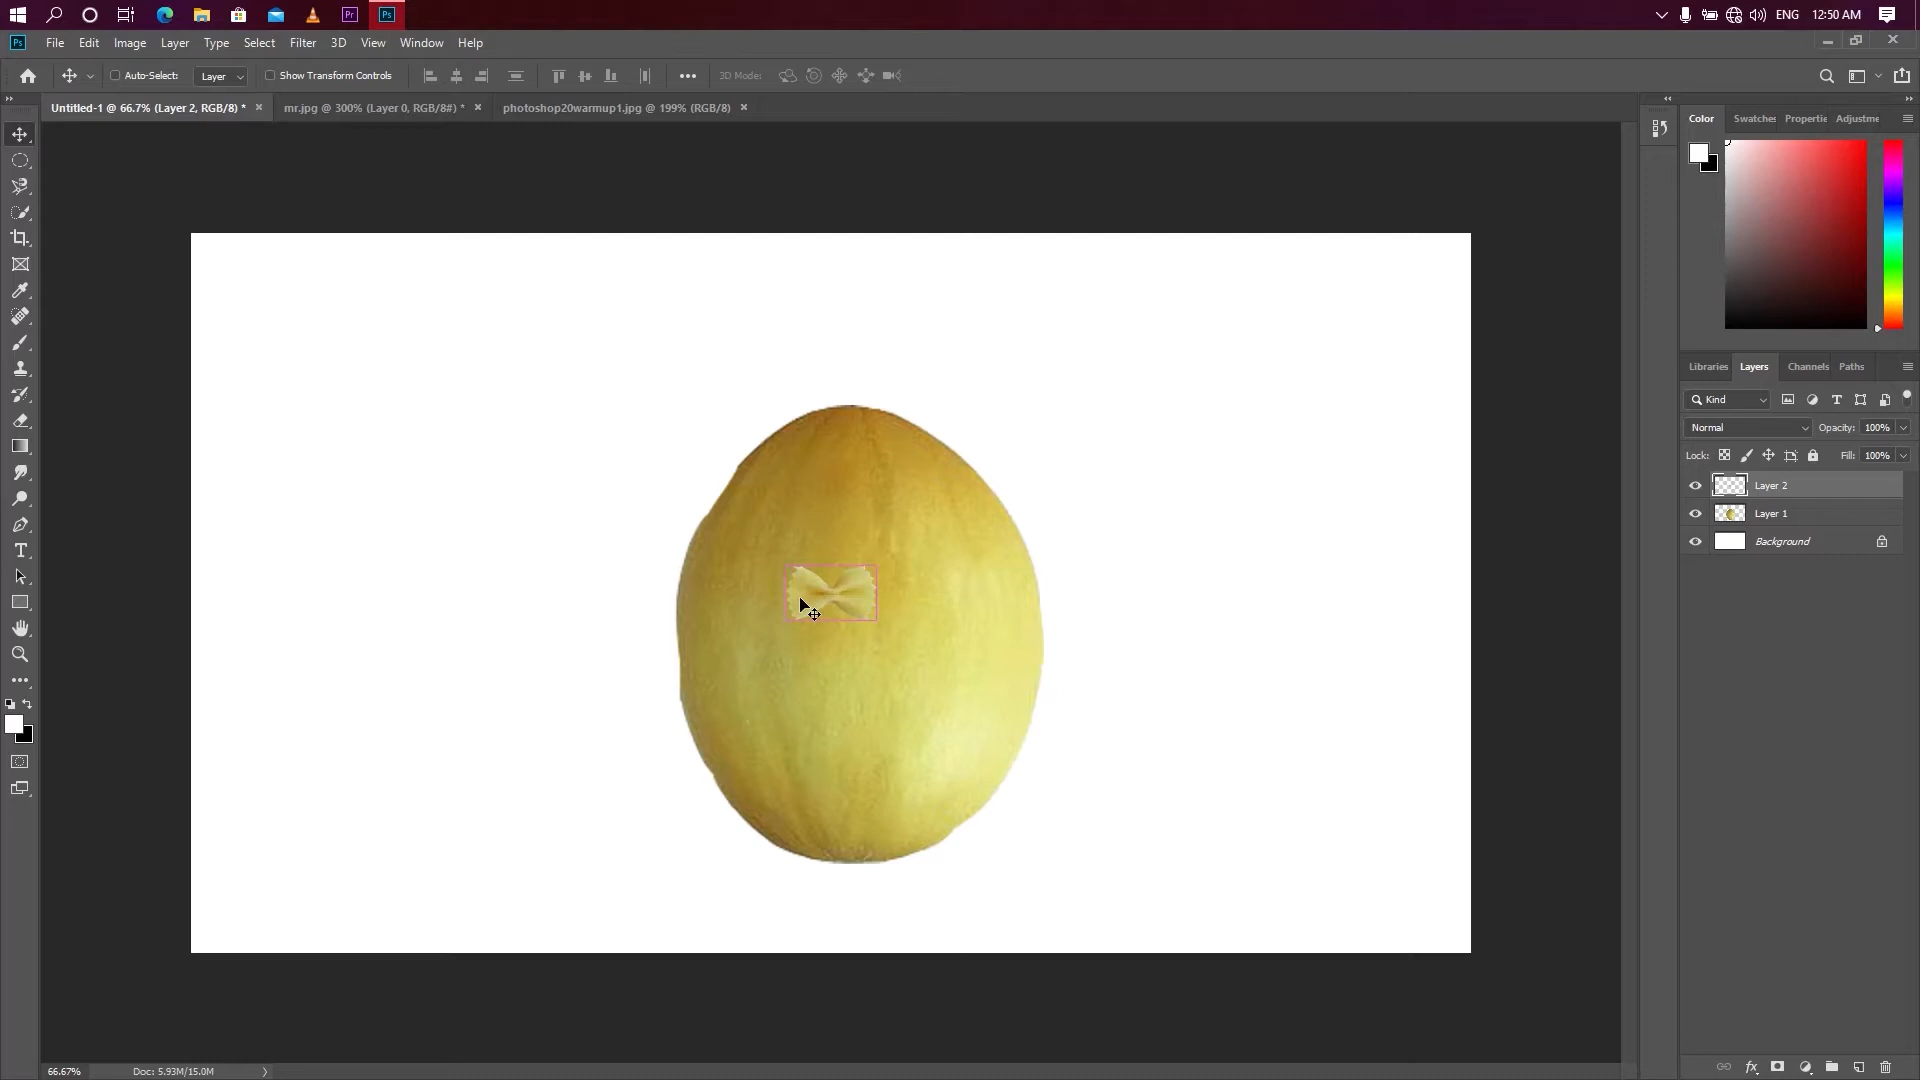 ENG 12:50 AM
Ps File Edit Image Layer Type Select Filter 3D View Window Help
Auto-Select: Layer Show Transform Controls 3D Mode:
Untitled-1 @ 66.7% (Layer 2, RGB/8) * mr.jpg @ 300% (Layer 0, RGB/8#) * photoshop20warmup1.jpg @ 199% (RGB/8)
Color Swatches Propertie Adjustme
Libraries Layers Channels Paths
Kind
Normal Opacity: 100%
Lock: Fill: 100%
Layer 2
Layer 1
Background
66.67% Doc: 5.93M/15.0M